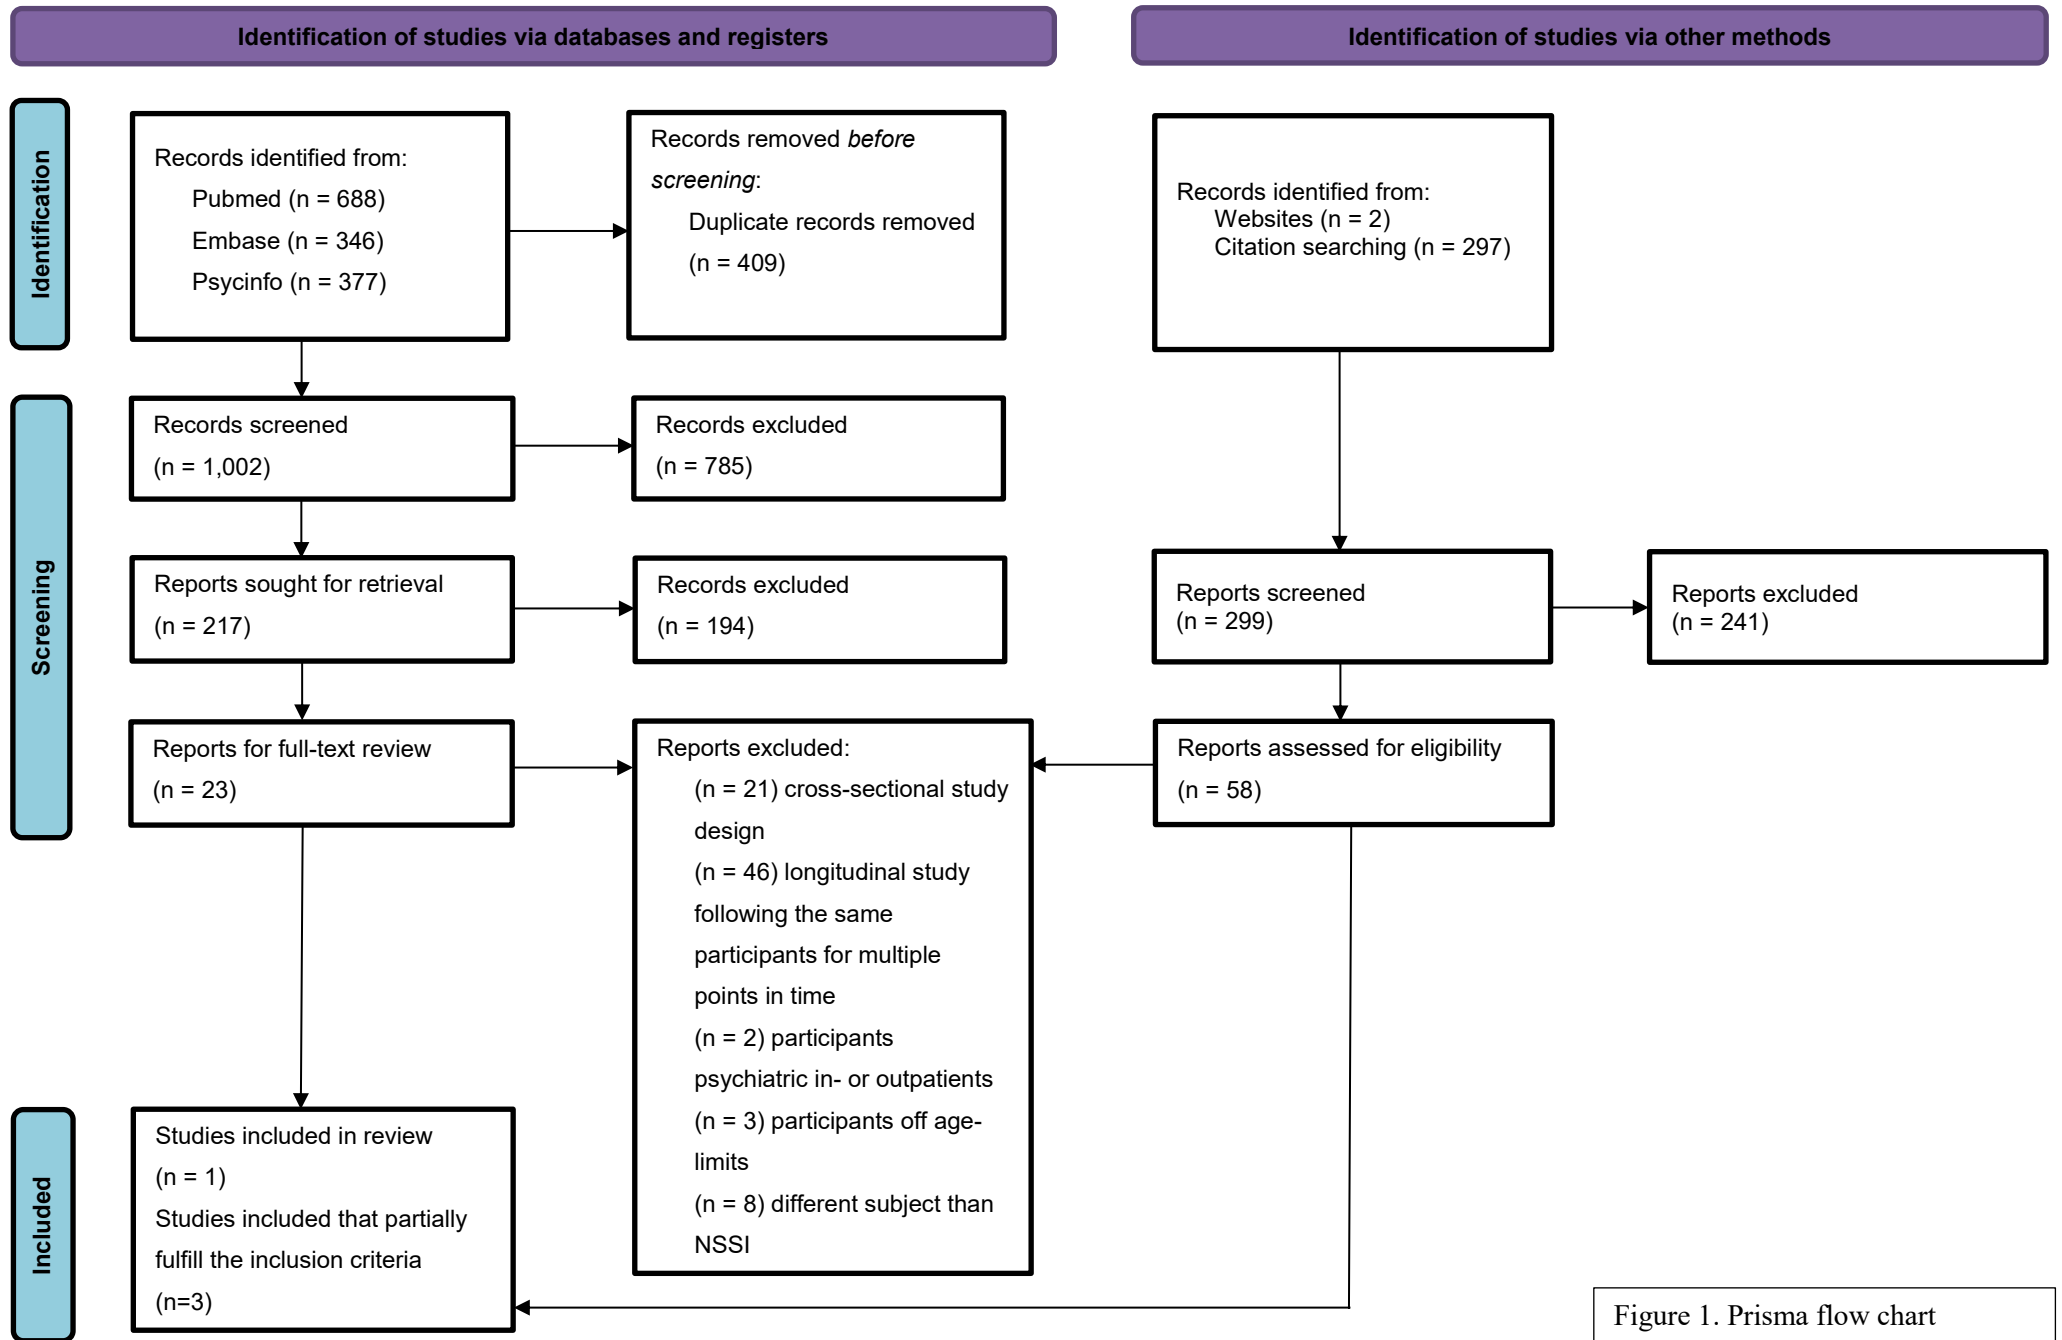 Identification of studies via databases and registers
Identification of studies via other methods
Identification
Records identified from:
Pubmed (n = 688)
Embase (n = 346)
Psycinfo (n = 377)
Records removed before
screening:
Duplicate records removed
(n = 409)
Records identified from:
Websites (n = 2)
Citation searching (n = 297)
Screening
Records screened
(n = 1,002)
Records excluded
(n = 785)
Reports sought for retrieval
(n = 217)
Records excluded
(n = 194)
Reports screened
(n = 299)
Reports excluded
(n = 241)
Reports for full-text review
(n = 23)
Reports excluded:
(n = 21) cross-sectional study
design
(n = 46) longitudinal study
following the same
participants for multiple
points in time
(n = 2) participants
psychiatric in- or outpatients
(n = 3) participants off age-
limits
(n = 8) different subject than
NSSI
Reports assessed for eligibility
(n = 58)
Included
Studies included in review
(n = 1)
Studies included that partially
fulfill the inclusion criteria
(n=3)
Figure 1. Prisma flow chart